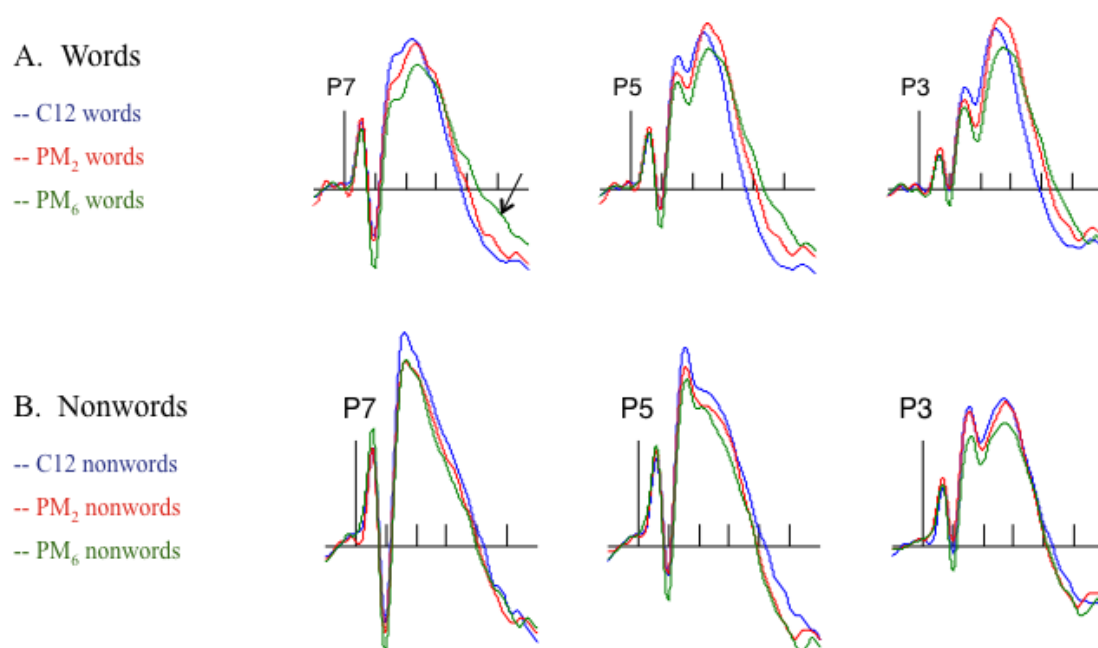 A. Words
-- C12 words
-- PM₂ words
-- PM₆ words
P7
P5
P3
B. Nonwords
-- C12 nonwords
-- PM₂ nonwords
-- PM₆ nonwords
P7
P5
P3